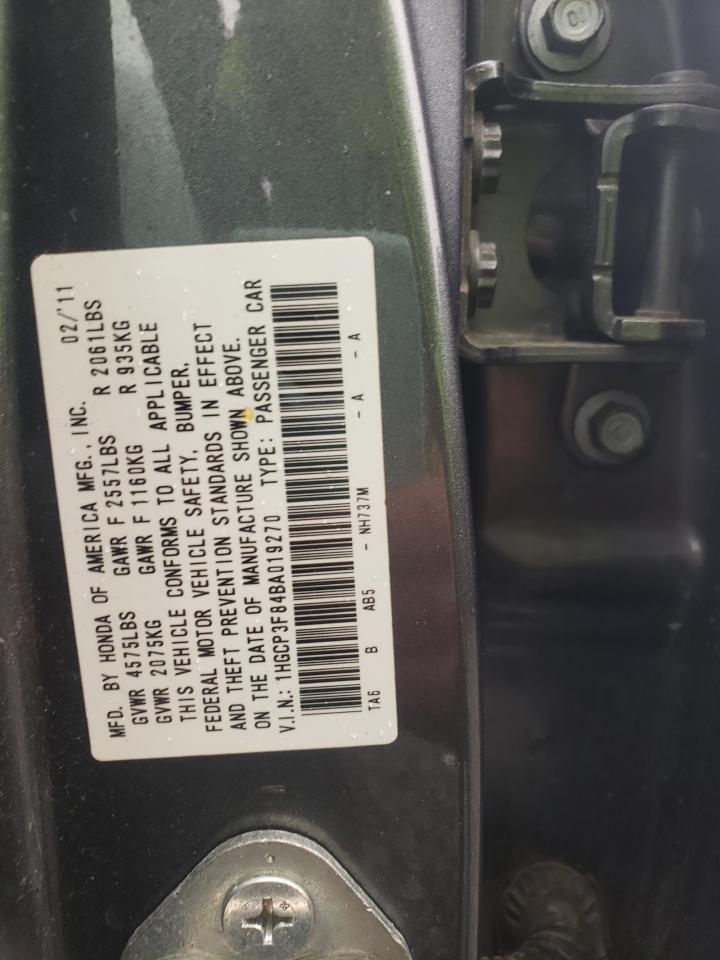 MFD. BY HONDA OF AMERICA MFG., INC. 02/'11
GVWR 4575LBS GAWR F 2557LBS R 2061LBS
GVWR 2075KG GAWR F 1160KG R 935KG
THIS VEHICLE CONFORMS TO ALL APPLICABLE
FEDERAL MOTOR VEHICLE SAFETY, BUMPER,
AND THEFT PREVENTION STANDARDS IN EFFECT
ON THE DATE OF MANUFACTURE SHOWN ABOVE.
V.I.N.: 1HGCP3F84BA019270 TYPE: PASSENGER CAR
TA6 B AB5 - NH737M - A - A